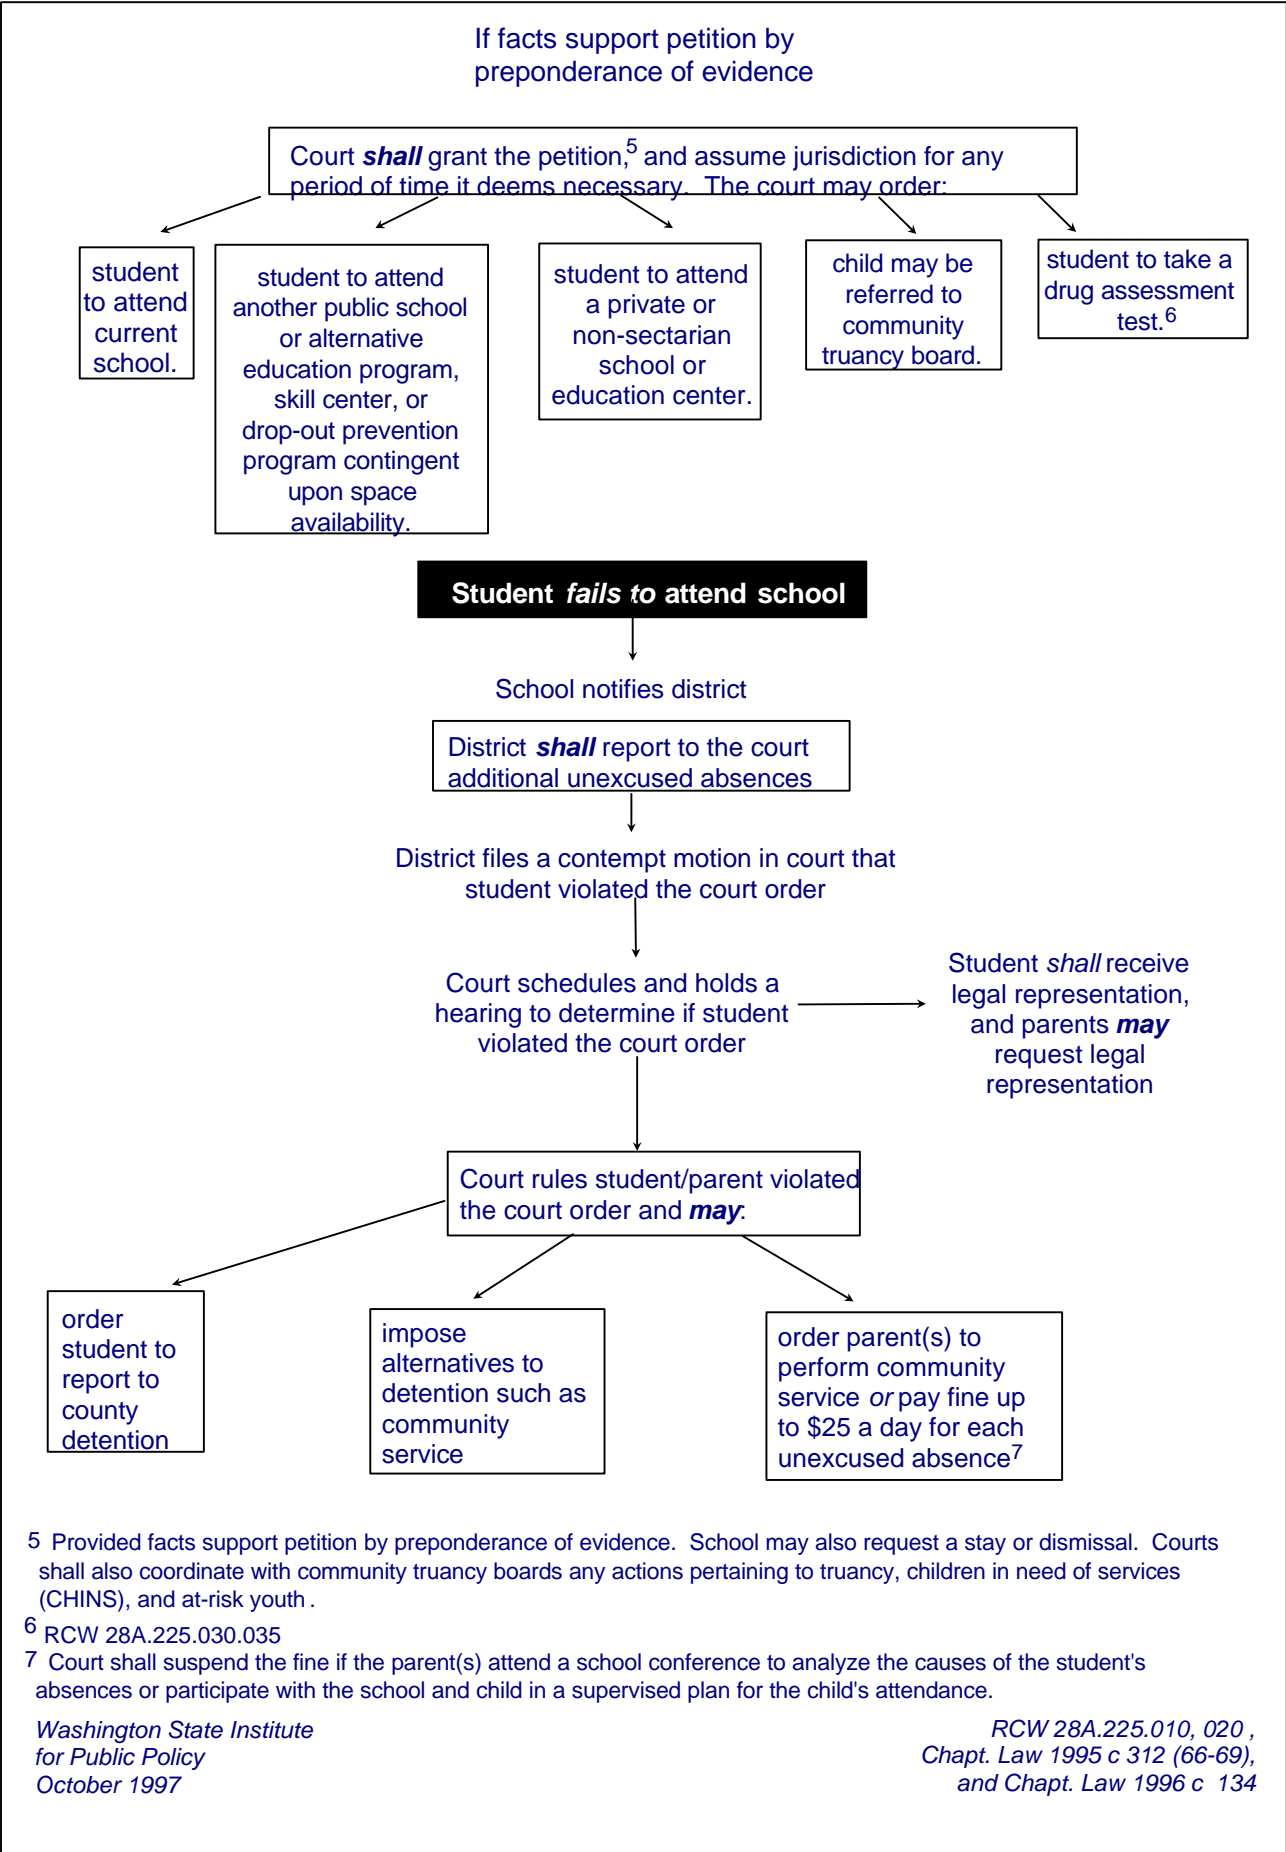 If facts support petition by
preponderance of evidence
Court shall grant the petition,5 and assume jurisdiction for any
period of time it deems necessary. The court may order:
student
to attend
current
school.
student to attend
another public school
or alternative
education program,
skill center, or
drop-out prevention
program contingent
upon space
availability.
student to attend
a private or
non-sectarian
school or
education center.
child may be
referred to
community
truancy board.
student to take a
drug assessment
test.6
Student fails to attend school
School notifies district
District shall report to the court
additional unexcused absences
District files a contempt motion in court that
student violated the court order
Court schedules and holds a
hearing to determine if student
violated the court order
Student shall receive
legal representation,
and parents may
request legal
representation
Court rules student/parent violated
the court order and may:
order
student to
report to
county
detention
impose
alternatives to
detention such as
community
service
order parent(s) to
perform community
service or pay fine up
to $25 a day for each
unexcused absence7
5 Provided facts support petition by preponderance of evidence. School may also request a stay or dismissal. Courts
shall also coordinate with community truancy boards any actions pertaining to truancy, children in need of services
(CHINS), and at-risk youth .
6 RCW 28A.225.030.035
7 Court shall suspend the fine if the parent(s) attend a school conference to analyze the causes of the student's
absences or participate with the school and child in a supervised plan for the child's attendance.
Washington State Institute
for Public Policy
October 1997
RCW 28A.225.010, 020 ,
Chapt. Law 1995 c 312 (66-69),
and Chapt. Law 1996 c 134